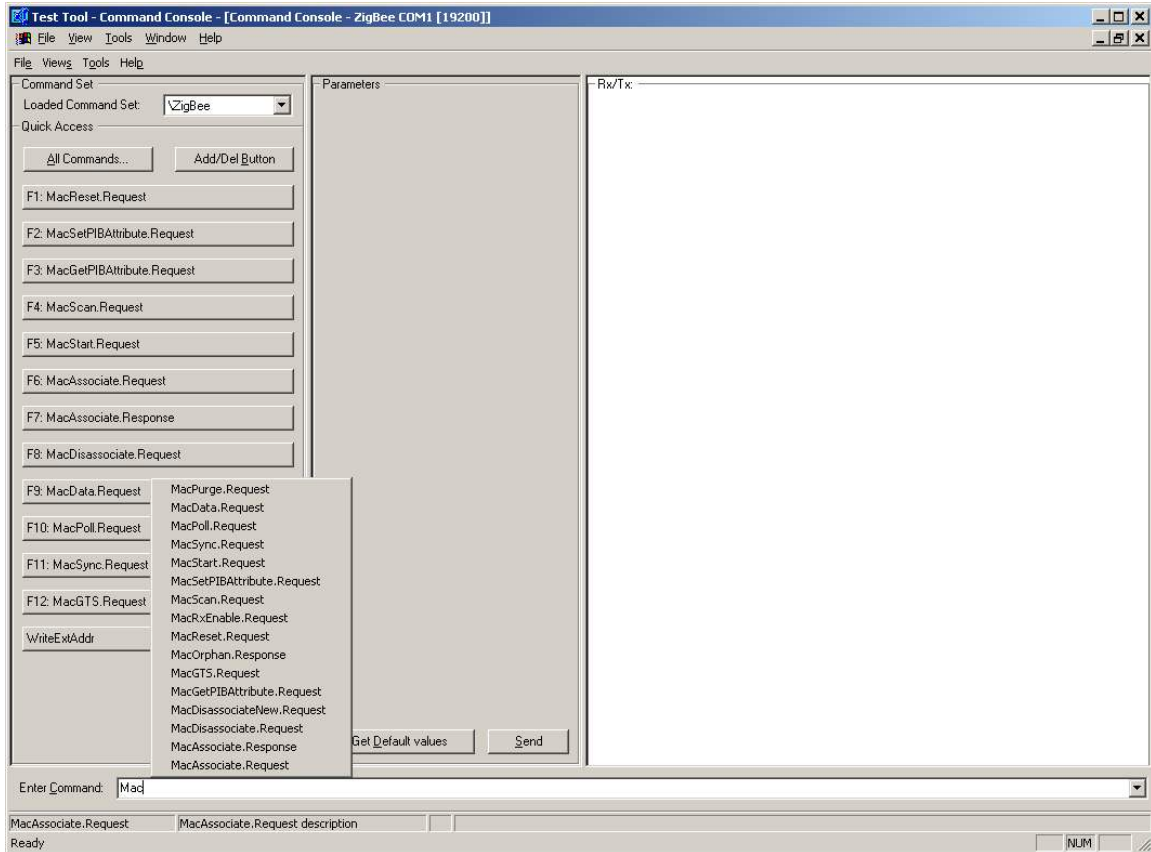 Test Tool - Command Console - [Command Console - ZigBee COM1 [19200]]
File View Tools Window Help
File Views Tools Help
Command Set
Loaded Command Set: \ZigBee
Quick Access
All Commands... Add/Del Button
F1: MacReset.Request
F2: MacSetPIBAttribute.Request
F3: MacGetPIBAttribute.Request
F4: MacScan.Request
F5: MacStart.Request
F6: MacAssociate.Request
F7: MacAssociate.Response
F8: MacDisassociate.Request
F9: MacData.Request
F10: MacPoll.Request
F11: MacSync.Request
F12: MacGTS.Request
WriteExtAddr
MacPurge.Request
MacData.Request
MacPoll.Request
MacSync.Request
MacStart.Request
MacSetPIBAttribute.Request
MacScan.Request
MacRxEnable.Request
MacReset.Request
MacOrphan.Response
MacGTS.Request
MacGetPIBAttribute.Request
MacDisassociateNew.Request
MacDisassociate.Request
MacAssociate.Response
MacAssociate.Request
Parameters
Get Default values Send
Rx/Tx:
Enter Command: Mac
MacAssociate.Request MacAssociate.Request description
Ready NUM